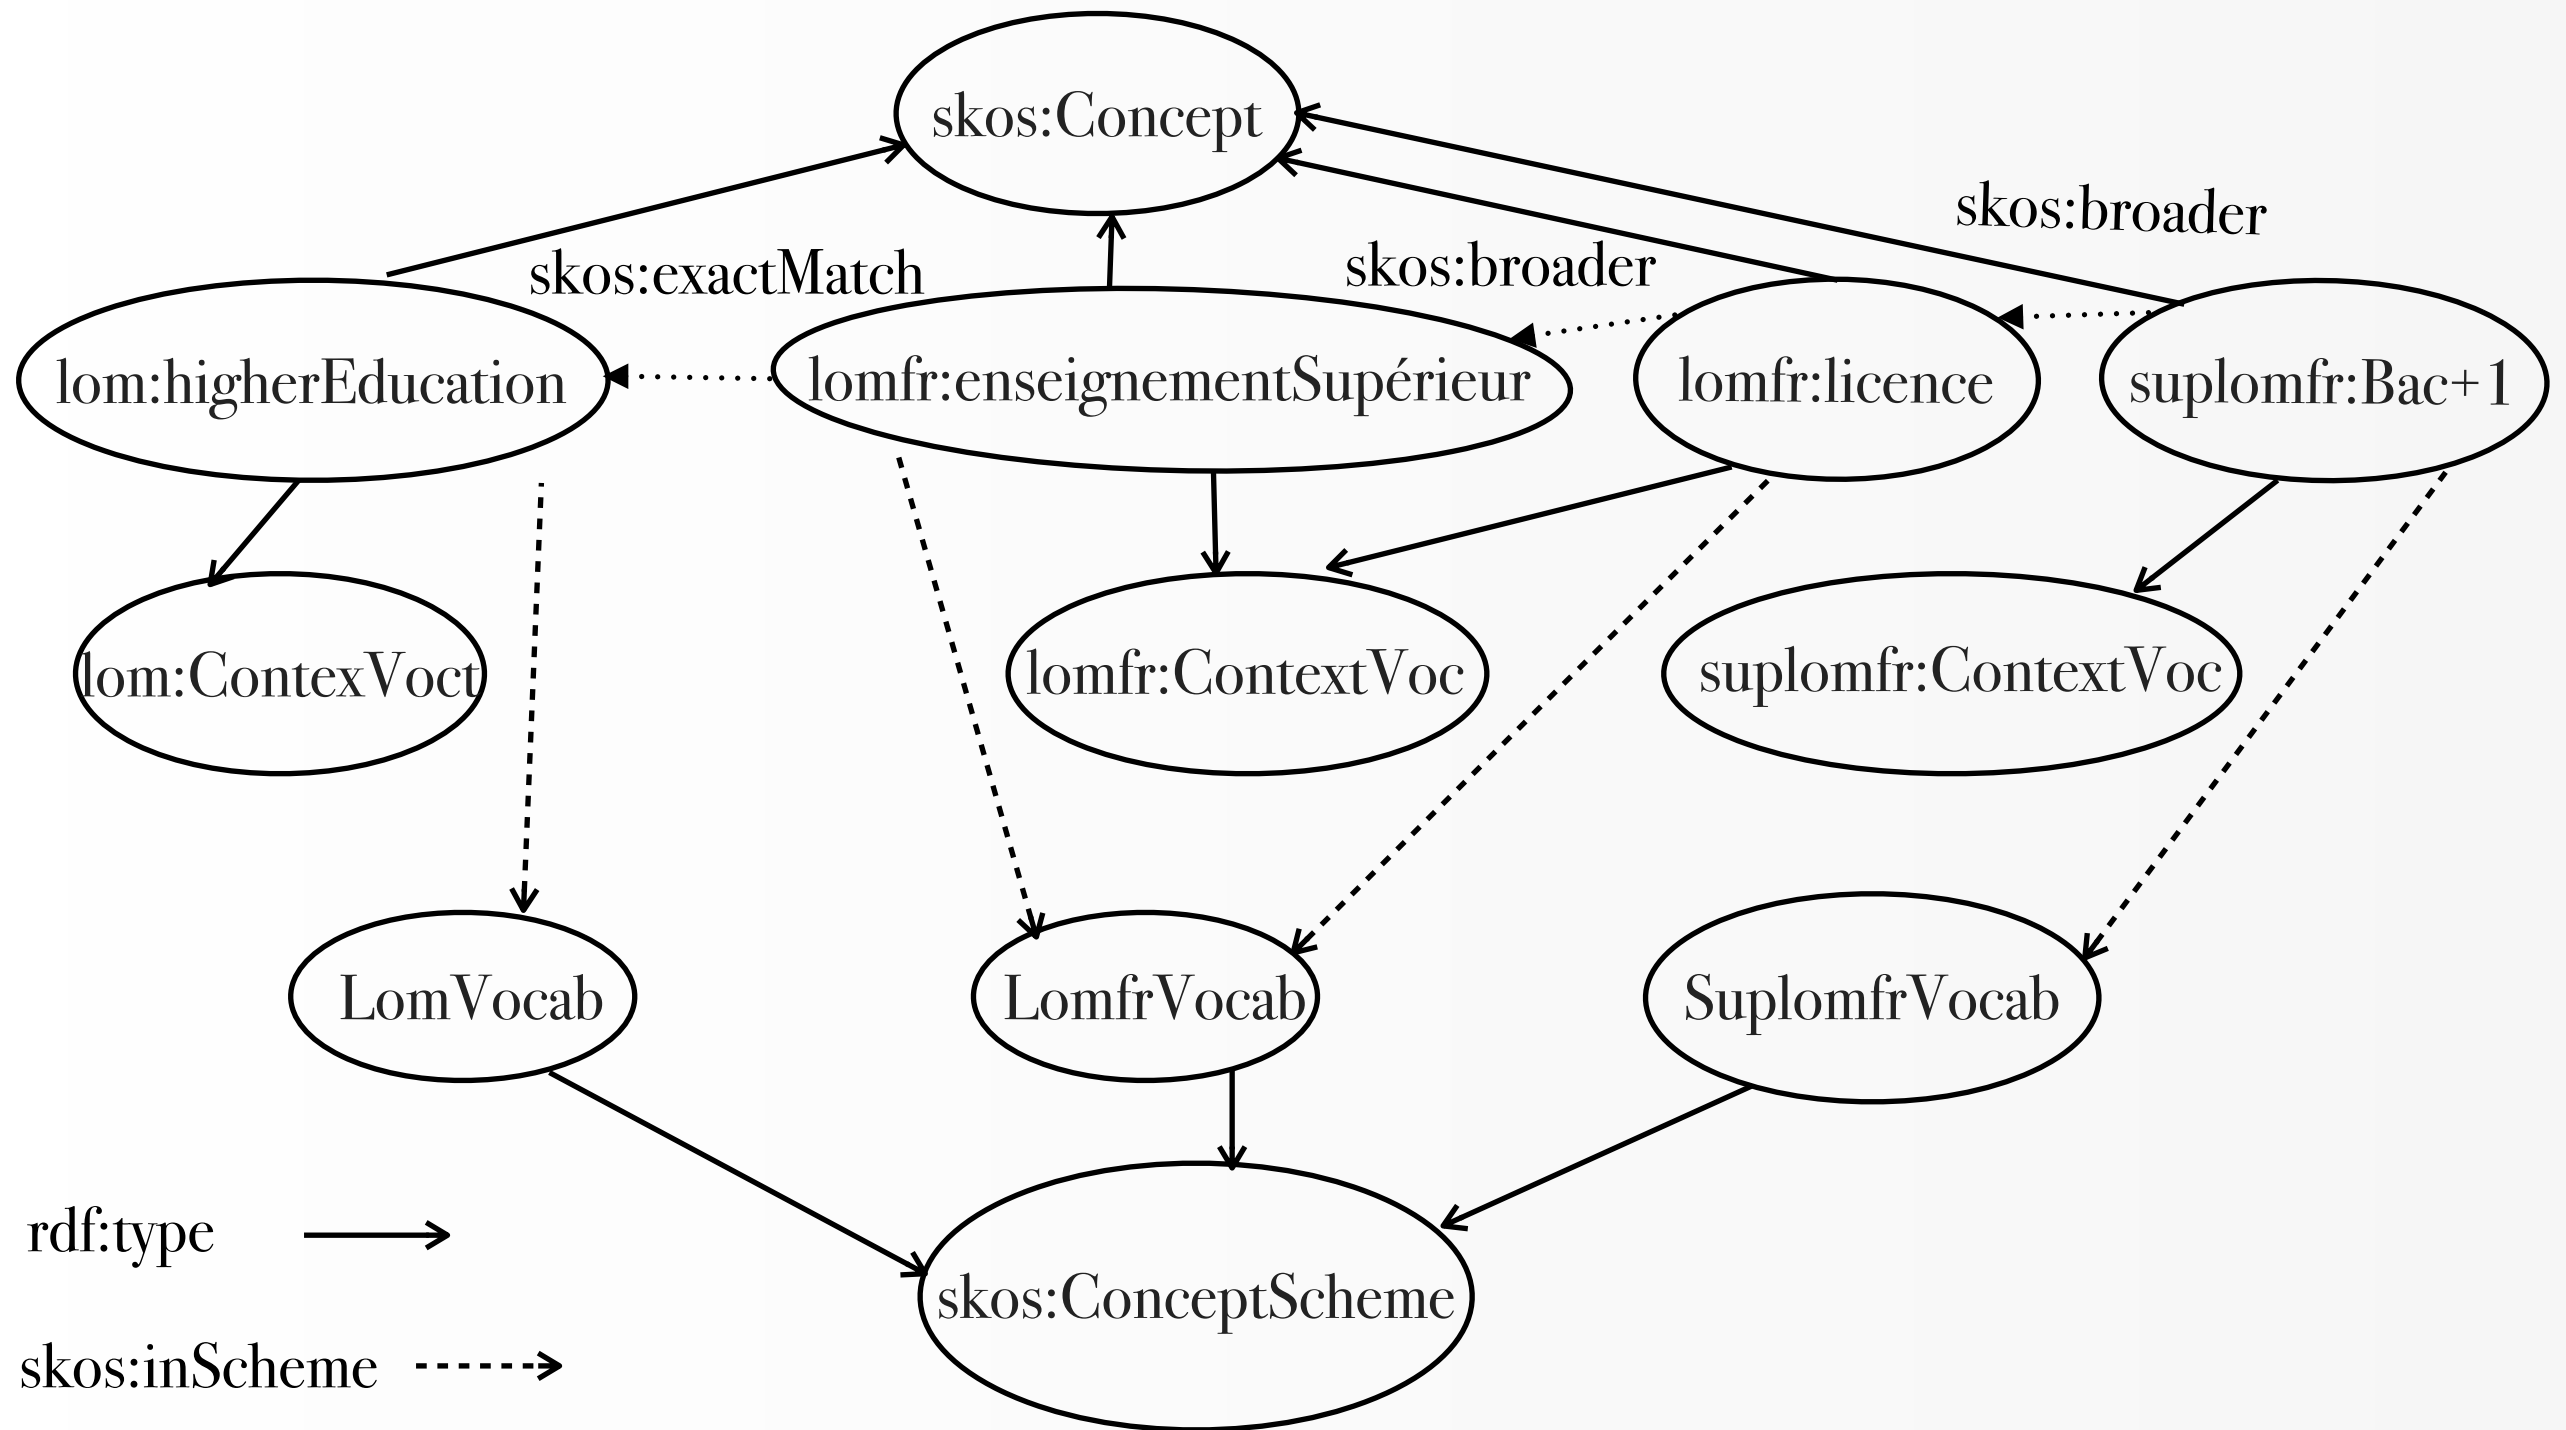 skos:Concept
skos:broader
skos:exactMatch
skos:broader
lom:higherEducation
lomfr:enseignementSupérieur
lomfr:licence
suplomfr:Bac+1
lom:ContexVoct
lomfr:ContextVoc
suplomfr:ContextVoc
LomVocab
LomfrVocab
SuplomfrVocab
rdf:type
skos:ConceptScheme
skos:inScheme